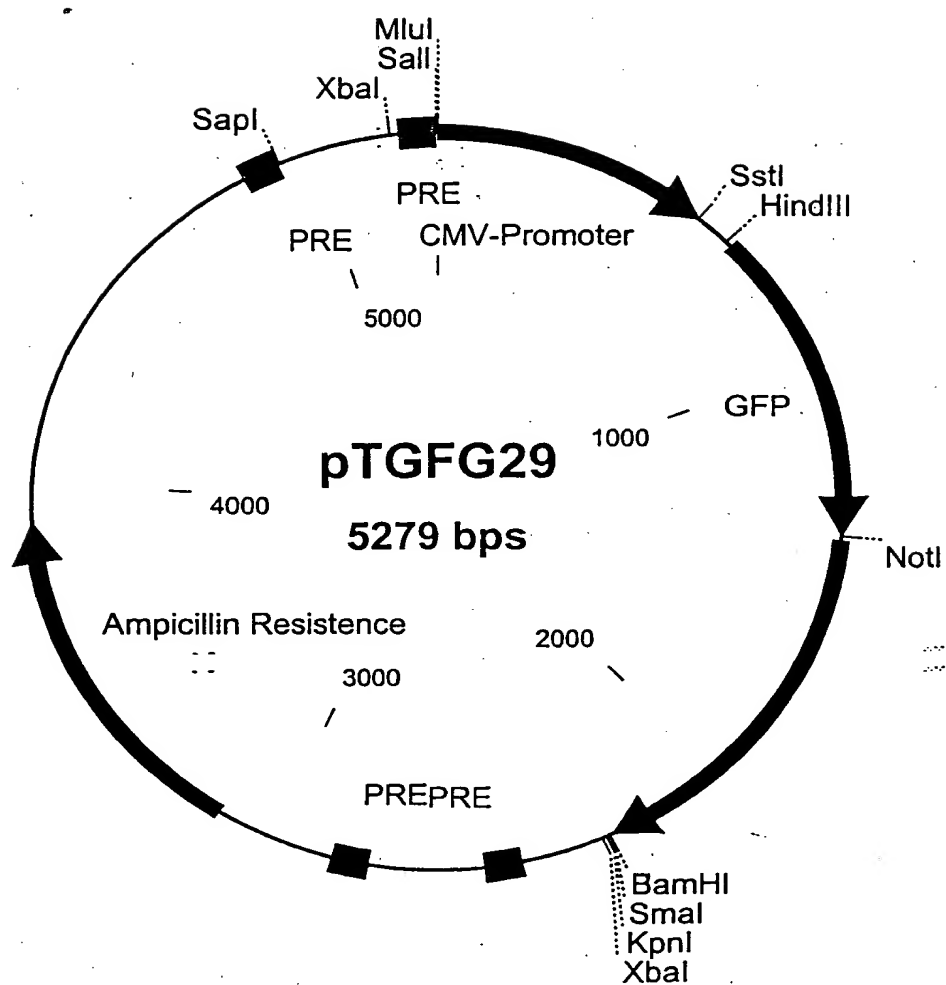 MluI
SalI
XbaI
SapI
SstI
HindIII
PRE
PRE
CMV-Promoter
5000
GFP
1000
pTGFG29
4000
5279 bps
NotI
Ampicillin Resistence
2000
3000
PREPRE
BamHI
SmaI
KpnI
XbaI